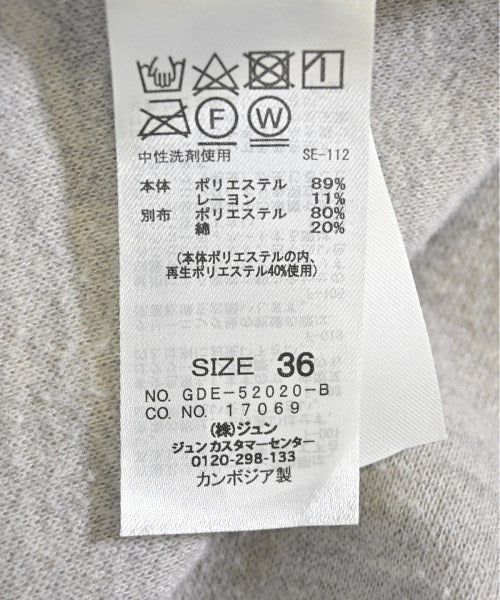 F W
中性洗剤使用 SE-112
本体 ポリエステル 89%
レーヨン 11%
別布 ポリエステル 80%
綿 20%
(本体ポリエステルの内、
再生ポリエステル40%使用)
SIZE 36
NO. GDE-52020-B
CO. NO. 17069
(株)ジュン
ジュン カスタマーセンター
0120-298-133
カンボジア製